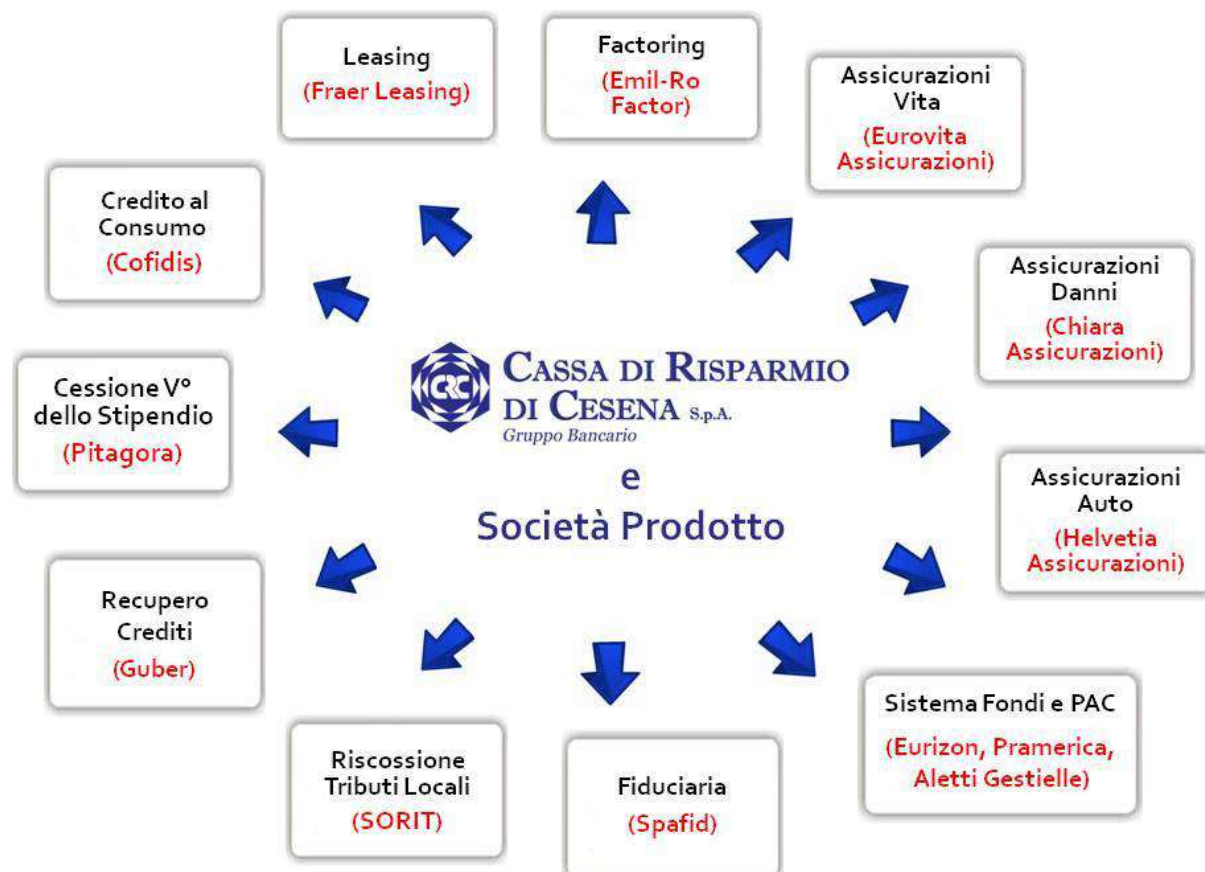 Leasing
(Fraer Leasing)
Factoring
(Emil-Ro
Factor)
Assicurazioni
Vita
(Eurovita
Assicurazioni)
Credito al
Consumo
(Cofidis)
Assicurazioni
Danni
(Chiara
Assicurazioni)
Cessione V°
dello Stipendio
(Pitagora)
CRC
CASSA DI RISPARMIO
DI CESENA S.p.A.
Gruppo Bancario
e
Società Prodotto
Assicurazioni
Auto
(Helvetia
Assicurazioni)
Recupero
Crediti
(Guber)
Riscossione
Tributi Locali
(SORIT)
Fiduciaria
(Spafid)
Sistema Fondi e PAC
(Eurizon, Pramerica,
Aletti Gestielle)